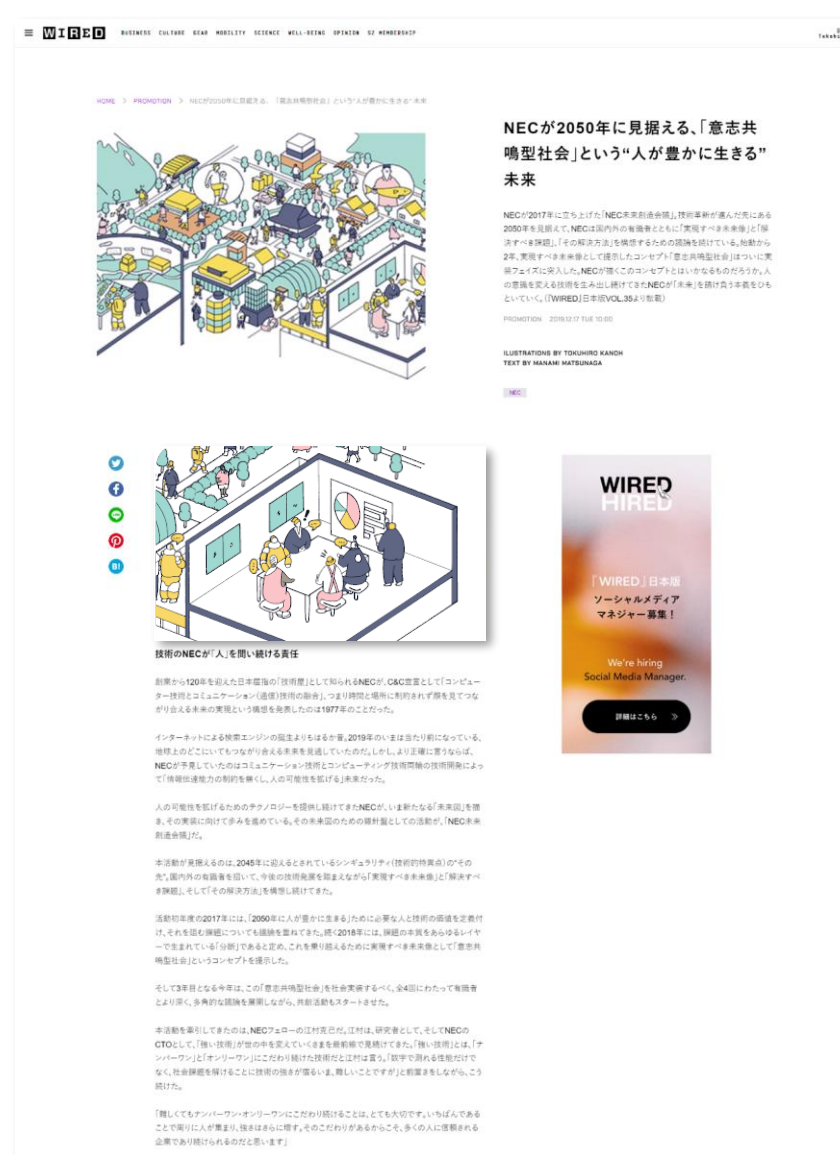 WIRED
BUSINESS CULTURE GEAR MOBILITY SCIENCE WELL-BEING OPINION SZ MEMBERSHIP
HOME > PROMOTION > NECが2050年に見据える、「意志共鳴型社会」という“人が豊かに生きる” 未来
NECが2050年に見据える、「意志共
鳴型社会」という“人が豊かに生きる”
未来
NECが2017年に立ち上げた「NEC未来創造会議」。技術革新が進んだ先にある
2050年を見据えて、NECは国内外の有識者とともに「実現すべき未来像」と「解
決すべき課題」、「その解決方法」を構想するための議論を続けている。始動から
2年、実現すべき未来像として提示したコンセプト「意志共鳴型社会」はついに実
装フェイズに突入した。NECが描くこのコンセプトとはいかなるものだろうか。人
の意識を変える技術を生み出し続けてきたNECが「未来」を請け負う本義をひも
といていく。(『WIRED』日本版VOL.35より転載)
PROMOTION 2019.12.17 TUE 10:00
ILUSTRATIONS BY TOKUHIRO KANOH
TEXT BY MANAMI MATSUNAGA
NEC
WIRED
HIRED
『WIRED』日本版
ソーシャルメディア
マネジャー募集！
We're hiring
Social Media Manager.
詳細はこちら
B!
技術のNECが「人」を問い続ける責任
創業から120年を迎えた日本屈指の「技術屋」として知られるNECが、C&C宣言として「コンピュー
ター技術とコミュニケーション(通信)技術の融合」、つまり時間と場所に制約されず顔を見てつな
がり合える未来の実現という構想を発表したのは1977年のことだった。
インターネットによる検索エンジンの誕生よりもはるか昔。2019年のいまは当たり前になっている、
地球上のどこにいてもつながり合える未来を見通していたのだ。しかし、より正確に言うならば、
NECが予見していたのはコミュニケーション技術とコンピューティング技術両輪の技術開発によっ
て「情報伝達能力の制約を無くし、人の可能性を拡げる」未来だった。
人の可能性を拡げるためのテクノロジーを提供し続けてきたNECが、いま新たなる「未来図」を描
き、その実装に向けて歩みを進めている。その未来図のための羅針盤としての活動が、「NEC未来
創造会議」だ。
本活動が見据えるのは、2045年に迎えるとされているシンギュラリティ(技術的特異点)の“その
先”。国内外の有識者を招いて、今後の技術発展を踏まえながら「実現すべき未来像」と「解決すべ
き課題」、そして「その解決方法」を構想し続けてきた。
活動初年度の2017年には、「2050年に人が豊かに生きる」ために必要な人と技術の価値を定義付
け、それを阻む課題についても議論を重ねてきた。続く2018年には、課題の本質をあらゆるレイヤ
ーで生まれている「分断」であると定め、これを乗り越えるために実現すべき未来像として「意志共
鳴型社会」というコンセプトを提示した。
そして3年目となる今年は、この「意志共鳴型社会」を社会実装するべく、全4回にわたって有識者
とより深く、多角的な議論を展開しながら、共創活動もスタートさせた。
本活動を牽引してきたのは、NECフェローの江村克己だ。江村は、研究者として、そしてNECの
CTOとして、「強い技術」が世の中を変えていくさまを最前線で見続けてきた。「強い技術」とは、「ナ
ンバーワン」と「オンリーワン」にこだわり続けた技術だと江村は言う。「数字で測れる性能だけで
なく、社会課題を解けることに技術の強さが宿るいま、難しいことですが」と前置きをしながら、こう
続けた。
「難しくてもナンバーワン・オンリーワンにこだわり続けることは、とても大切です。いちばんである
ことで周りに人が集まり、強さはさらに増す。そのこだわりがあるからこそ、多くの人に信頼される
企業であり続けられるのだと思います」